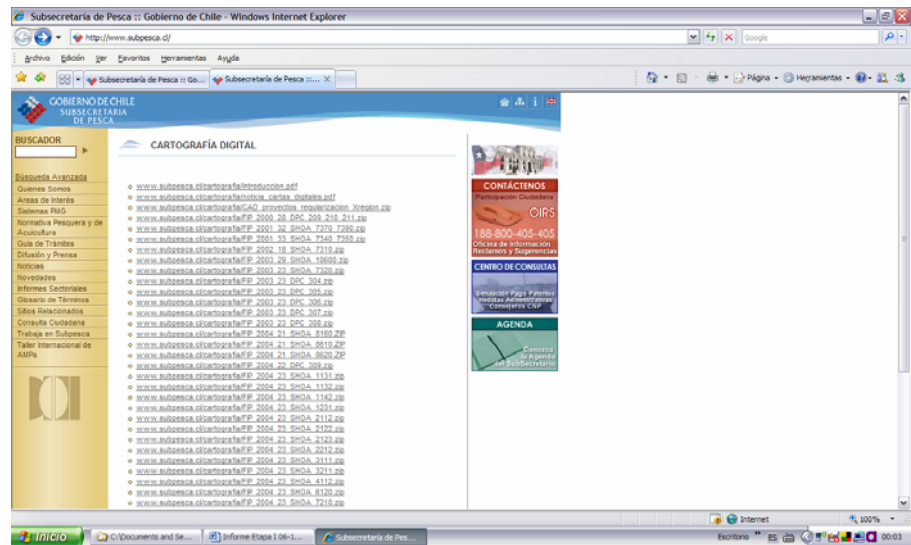 Subsecretaría de Pesca :: Gobierno de Chile - Windows Internet Explorer
http://www.subpesca.cl/
Google
Archivo Edición Ver Favoritos Herramientas Ayuda
Subsecretaría de Pesca :: Go...
Subsecretaría de Pesca ::...
Página
Herramientas
GOBIERNO DE CHILE
SUBSECRETARIA
DE PESCA
BUSCADOR
Búsqueda Avanzada
Quienes Somos
Areas de Interés
Sistemas PMG
Normativa Pesquera y de
Acuicultura
Guía de Trámites
Difusión y Prensa
Noticias
Novedades
Informes Sectoriales
Glosario de Términos
Sitios Relacionados
Consulta Ciudadana
Trabaja en Subpesca
Taller Internacional de
AMPs
CARTOGRAFÍA DIGITAL
www.subpesca.cl/cartografia/introduccion.pdf
www.subpesca.cl/cartografia/noticia_cartas_digitales.pdf
www.subpesca.cl/cartografia/CAD_proyectos_regularizacion_Xregion.zip
www.subpesca.cl/cartografia/FIP_2000_28_DPC_209_210_211.zip
www.subpesca.cl/cartografia/FIP_2001_32_SHOA_7370_7390.zip
www.subpesca.cl/cartografia/FIP_2001_33_SHOA_7340_7350.zip
www.subpesca.cl/cartografia/FIP_2002_18_SHOA_7310.zip
www.subpesca.cl/cartografia/FIP_2003_29_SHOA_10600.zip
www.subpesca.cl/cartografia/FIP_2003_23_SHOA_7320.zip
www.subpesca.cl/cartografia/FIP_2003_23_DPC_304.zip
www.subpesca.cl/cartografia/FIP_2003_23_DPC_305.zip
www.subpesca.cl/cartografia/FIP_2003_23_DPC_306.zip
www.subpesca.cl/cartografia/FIP_2003_23_DPC_307.zip
www.subpesca.cl/cartografia/FIP_2003_23_DPC_308.zip
www.subpesca.cl/cartografia/FIP_2004_21_SHOA_8160.ZIP
www.subpesca.cl/cartografia/FIP_2004_21_SHOA_8610.ZIP
www.subpesca.cl/cartografia/FIP_2004_21_SHOA_8620.ZIP
www.subpesca.cl/cartografia/FIP_2004_22_DPC_309.zip
www.subpesca.cl/cartografia/FIP_2004_23_SHOA_1131.zip
www.subpesca.cl/cartografia/FIP_2004_23_SHOA_1132.zip
www.subpesca.cl/cartografia/FIP_2004_23_SHOA_1142.zip
www.subpesca.cl/cartografia/FIP_2004_23_SHOA_1231.zip
www.subpesca.cl/cartografia/FIP_2004_23_SHOA_2112.zip
www.subpesca.cl/cartografia/FIP_2004_23_SHOA_2122.zip
www.subpesca.cl/cartografia/FIP_2004_23_SHOA_2123.zip
www.subpesca.cl/cartografia/FIP_2004_23_SHOA_2212.zip
www.subpesca.cl/cartografia/FIP_2004_23_SHOA_3111.zip
www.subpesca.cl/cartografia/FIP_2004_23_SHOA_3211.zip
www.subpesca.cl/cartografia/FIP_2004_23_SHOA_4112.zip
www.subpesca.cl/cartografia/FIP_2004_23_SHOA_6120.zip
www.subpesca.cl/cartografia/FIP_2004_23_SHOA_7210.zip
CONTÁCTENOS
Participación Ciudadana
OIRS
188-800-405-405
Oficina de Información
Reclamos y Sugerencias
CENTRO DE CONSULTAS
Simulación Pago Patentes
Medidas Administrativas
Consejeros CNP
AGENDA
Conozca
la Agenda
del SubSecretario
Internet
100%
Inicio
C:\Documents and Se...
Informe Etapa I 06-1...
Subsecretaría de Pes...
Escritorio
ES
00:03